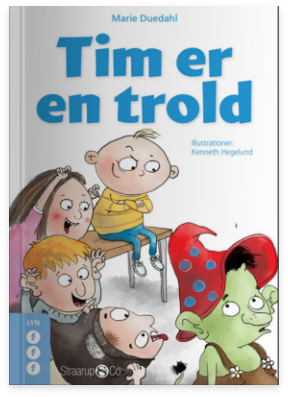 Marie Duedahl
Tim er
en trold
Illustrationer:
Kenneth Hegelund
LYN
Straarup & Co